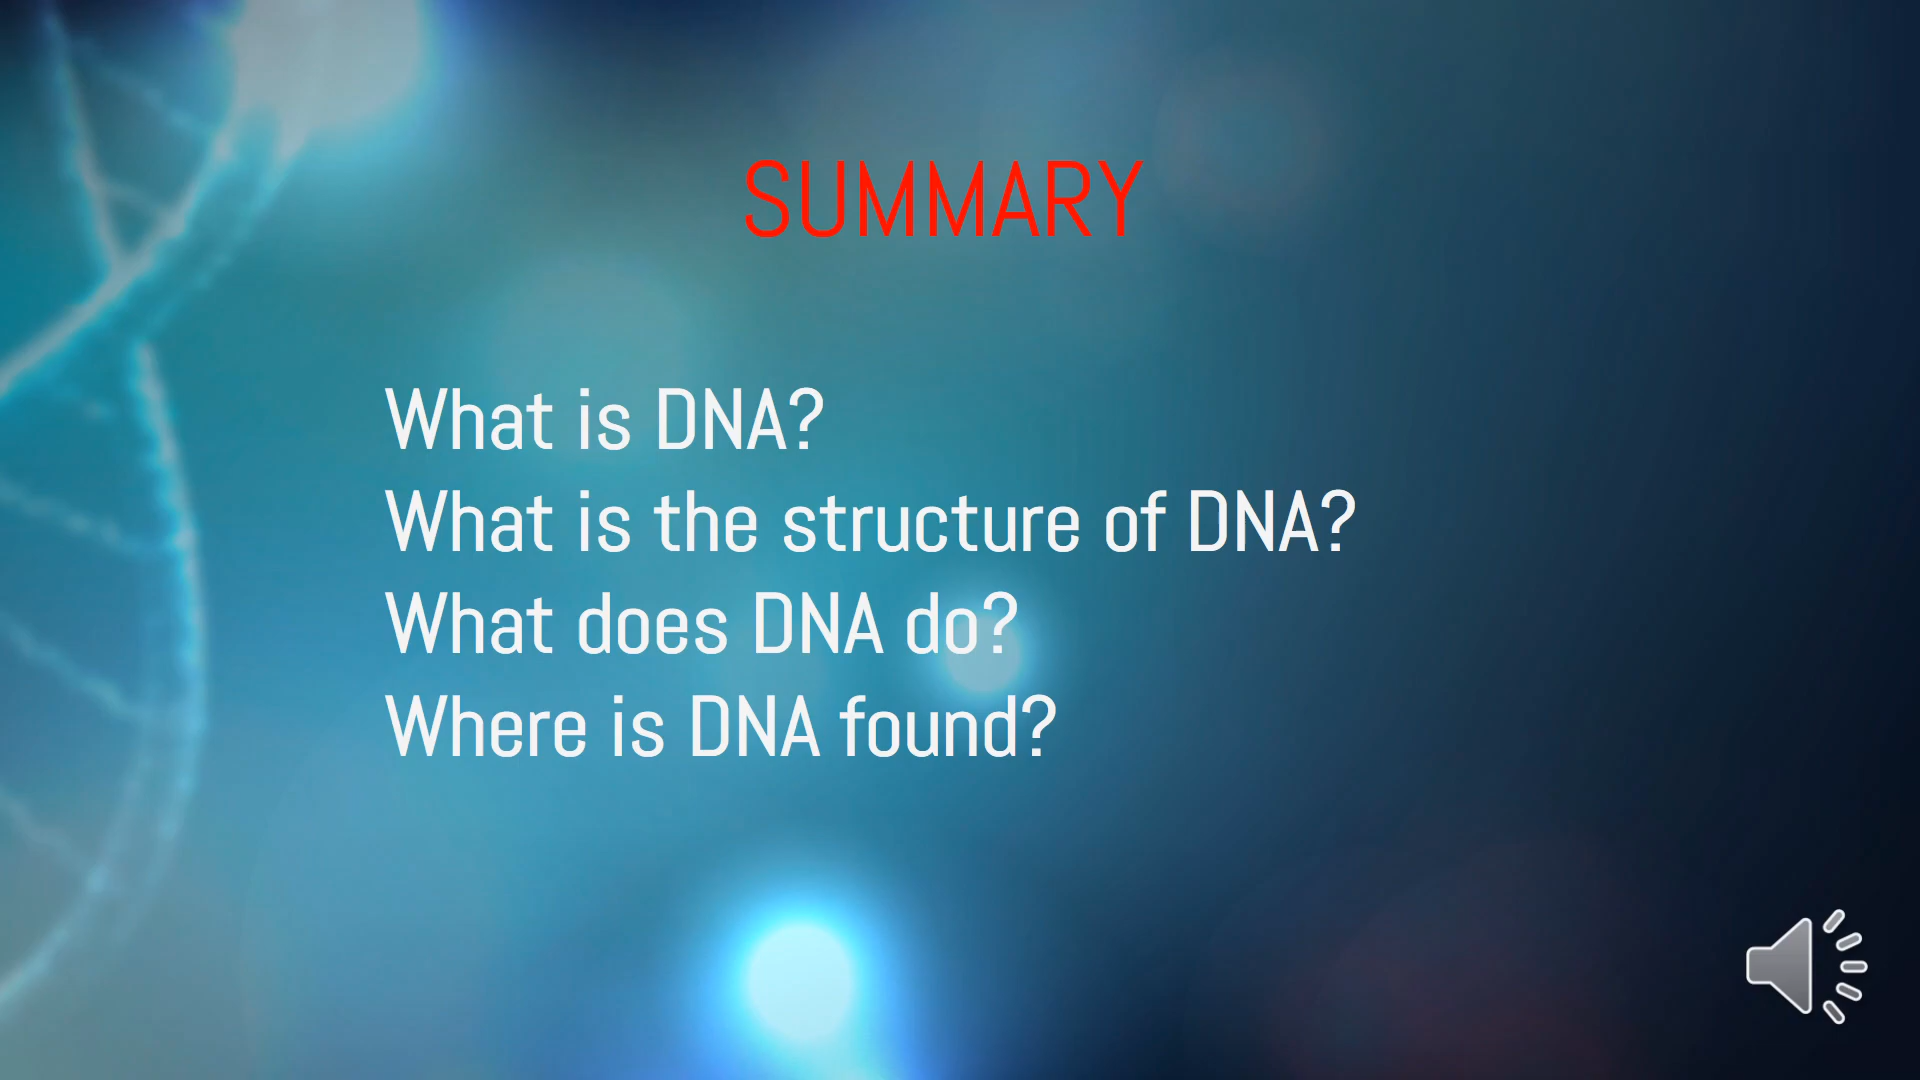 SUMMARY
What is DNA?
What is the structure of DNA?
What does DNA do?
Where is DNA found?